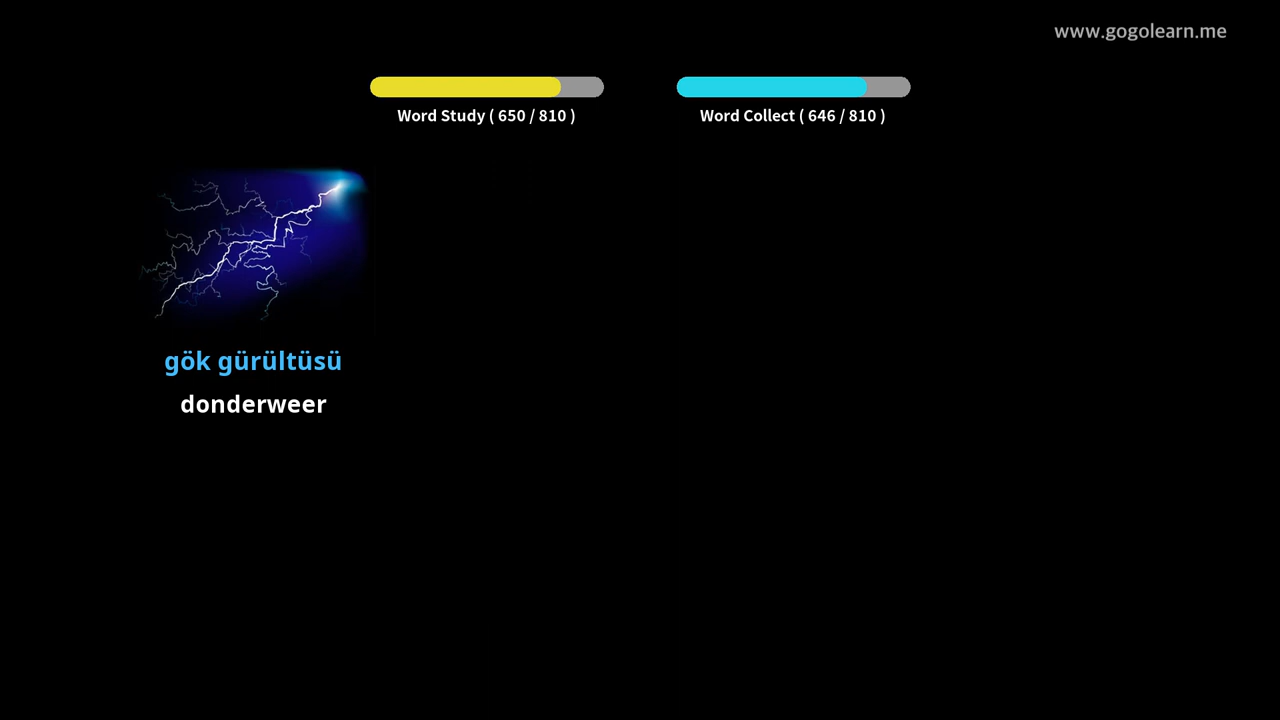 www.gogolearn.me
Word Study ( 650 / 810 )
Word Collect ( 646 / 810 )
gök gürültüsü
donderweer